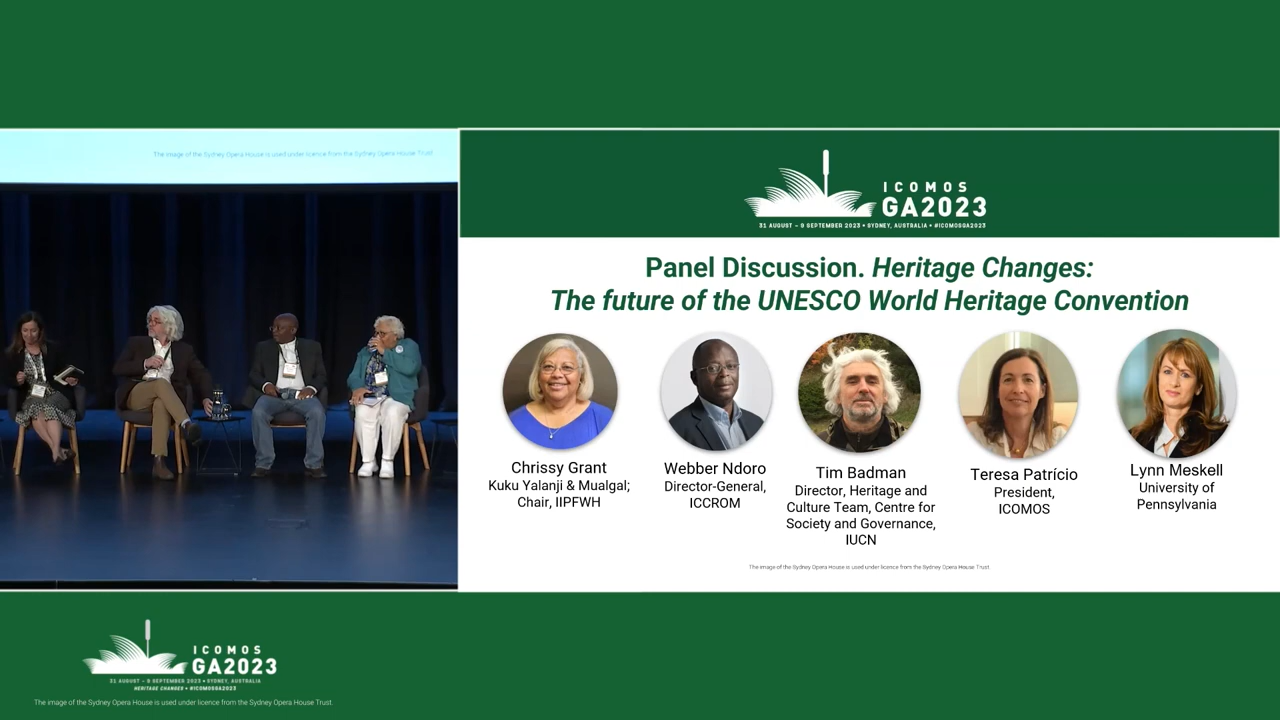 The image of the Sydney Opera House is used under licence from the Sydney Opera House Trust.
ICOMOS
GA2023
31 AUGUST – 9 SEPTEMBER 2023 • SYDNEY, AUSTRALIA • #ICOMOSGA2023
Panel Discussion. Heritage Changes:
The future of the UNESCO World Heritage Convention
Chrissy Grant
Kuku Yalanji & Mualgal;
Chair, IIPFWH
Webber Ndoro
Director-General,
ICCROM
Tim Badman
Director, Heritage and
Culture Team, Centre for
Society and Governance,
IUCN
Teresa Patrício
President,
ICOMOS
Lynn Meskell
University of
Pennsylvania
The image of the Sydney Opera House is used under licence from the Sydney Opera House Trust.
ICOMOS
GA2023
31 AUGUST – 9 SEPTEMBER 2023 • SYDNEY, AUSTRALIA
HERITAGE CHANGES • #ICOMOSGA2023
The image of the Sydney Opera House is used under licence from the Sydney Opera House Trust.